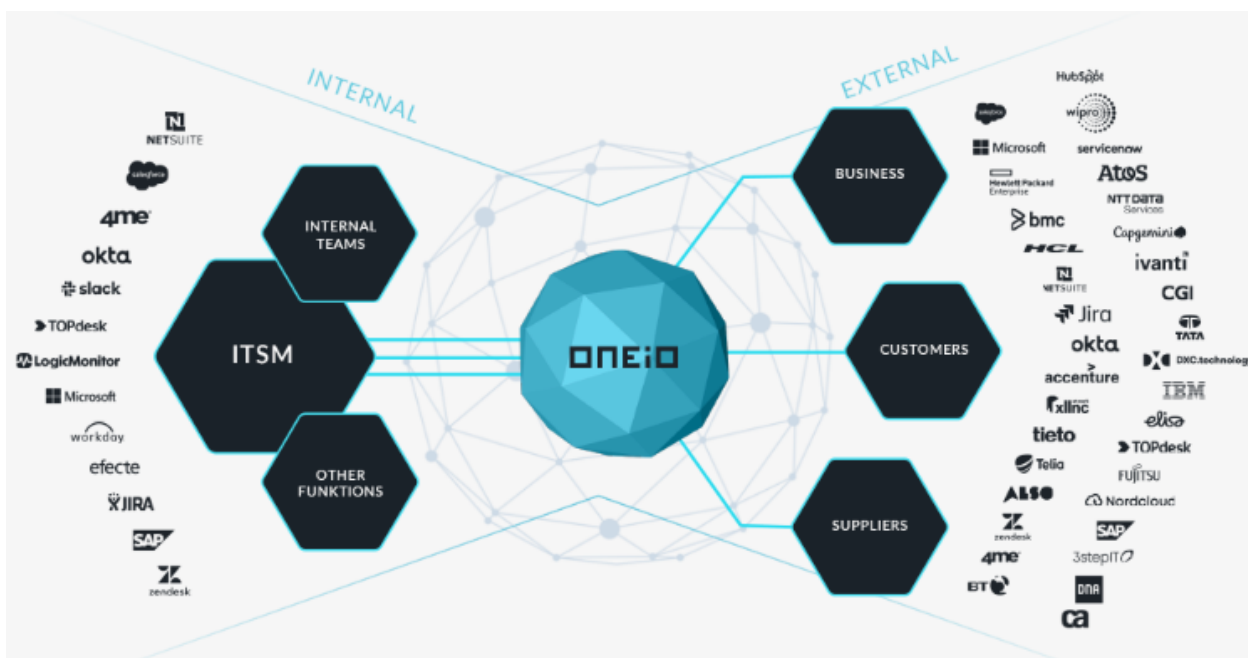 INTERNAL
EXTERNAL
NETSUITE
salesforce
4me
okta
slack
TOPdesk
LogicMonitor
Microsoft
workday
efecte
JIRA
SAP
zendesk
INTERNAL
TEAMS
ITSM
OTHER
FUNKTIONS
ONEiO
BUSINESS
CUSTOMERS
SUPPLIERS
HubSpot
salesforce
wipro
Microsoft
servicenow
Hewlett Packard
Enterprise
Atos
NTT DATA
Services
bmc
Capgemini
HCL
ivanti
NETSUITE
CGI
Jira
TATA
okta
DXC.technology
accenture
IBM
elisa
tieto
TOPdesk
Telia
FUJITSU
ALSO
Nordcloud
zendesk
SAP
4me
3stepIT
BT
DNA
ca